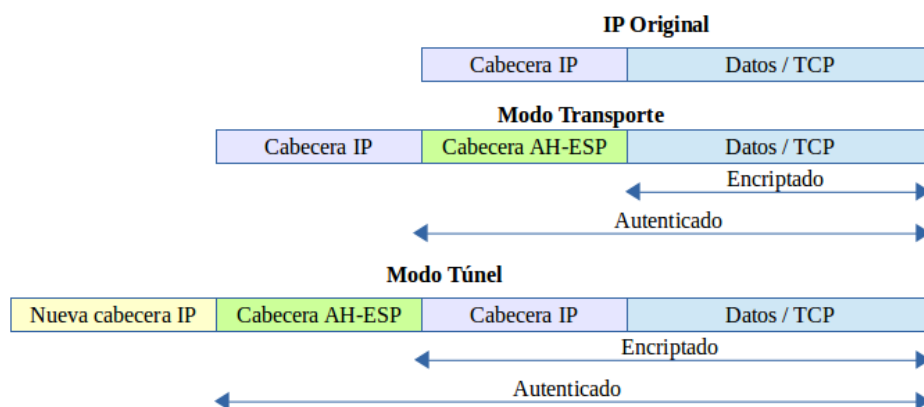 IP Original
Cabecera IP Datos / TCP
Modo Transporte
Cabecera IP Cabecera AH-ESP Datos / TCP
Encriptado
Autenticado
Modo Túnel
Nueva cabecera IP Cabecera AH-ESP Cabecera IP Datos / TCP
Encriptado
Autenticado